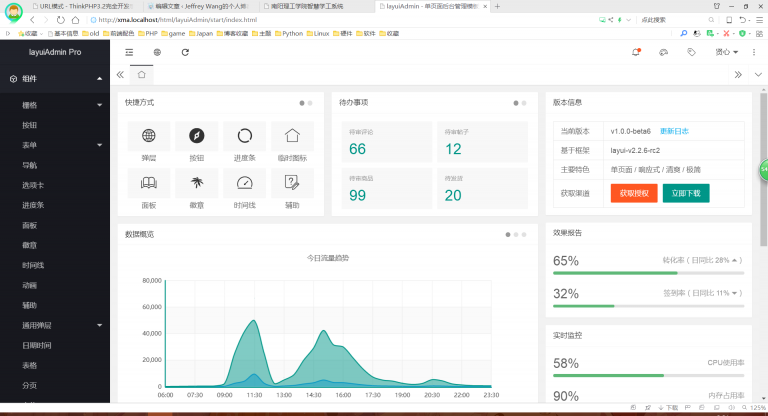 URL模式 - ThinkPHP3.2完全开发手
编辑文章 - Jeffrey Wang的个人博
南阳理工学院智慧学工系统
layuiAdmin - 单页面后台管理模板
http://xma.localhost/html/layuiAdmin/start/index.html
点此搜索
收藏 基本信息 old 前端配色 PHP game Japan 博客收藏 主题 Python Linux 硬件 软件 收藏
layuiAdmin Pro
贤心
组件
栅格
按钮
表单
导航
选项卡
进度条
面板
徽章
时间线
动画
辅助
通用弹层
日期时间
表格
分页
快捷方式
弹层 按钮 进度条 临时图标
面板 徽章 时间线 辅助
待办事项
待审评论
66
待审帖子
12
待审商品
99
待发货
20
版本信息
当前版本 v1.0.0-beta6 更新日志
基于框架 layui-v2.2.6-rc2
主要特色 单页面 / 响应式 / 清爽 / 极简
获取渠道 获取授权 立即下载
数据概览
今日流量趋势
80,000
60,000
40,000
20,000
0
06:00 07:30 09:00 10:00 11:30 13:00 14:30 16:00 17:30 19:00 20:30 22:00 23:30
效果报告
65% 转化率（日同比 28%）
32% 签到率（日同比 11%）
实时监控
58% CPU使用率
90% 内存占用率
下载
125%